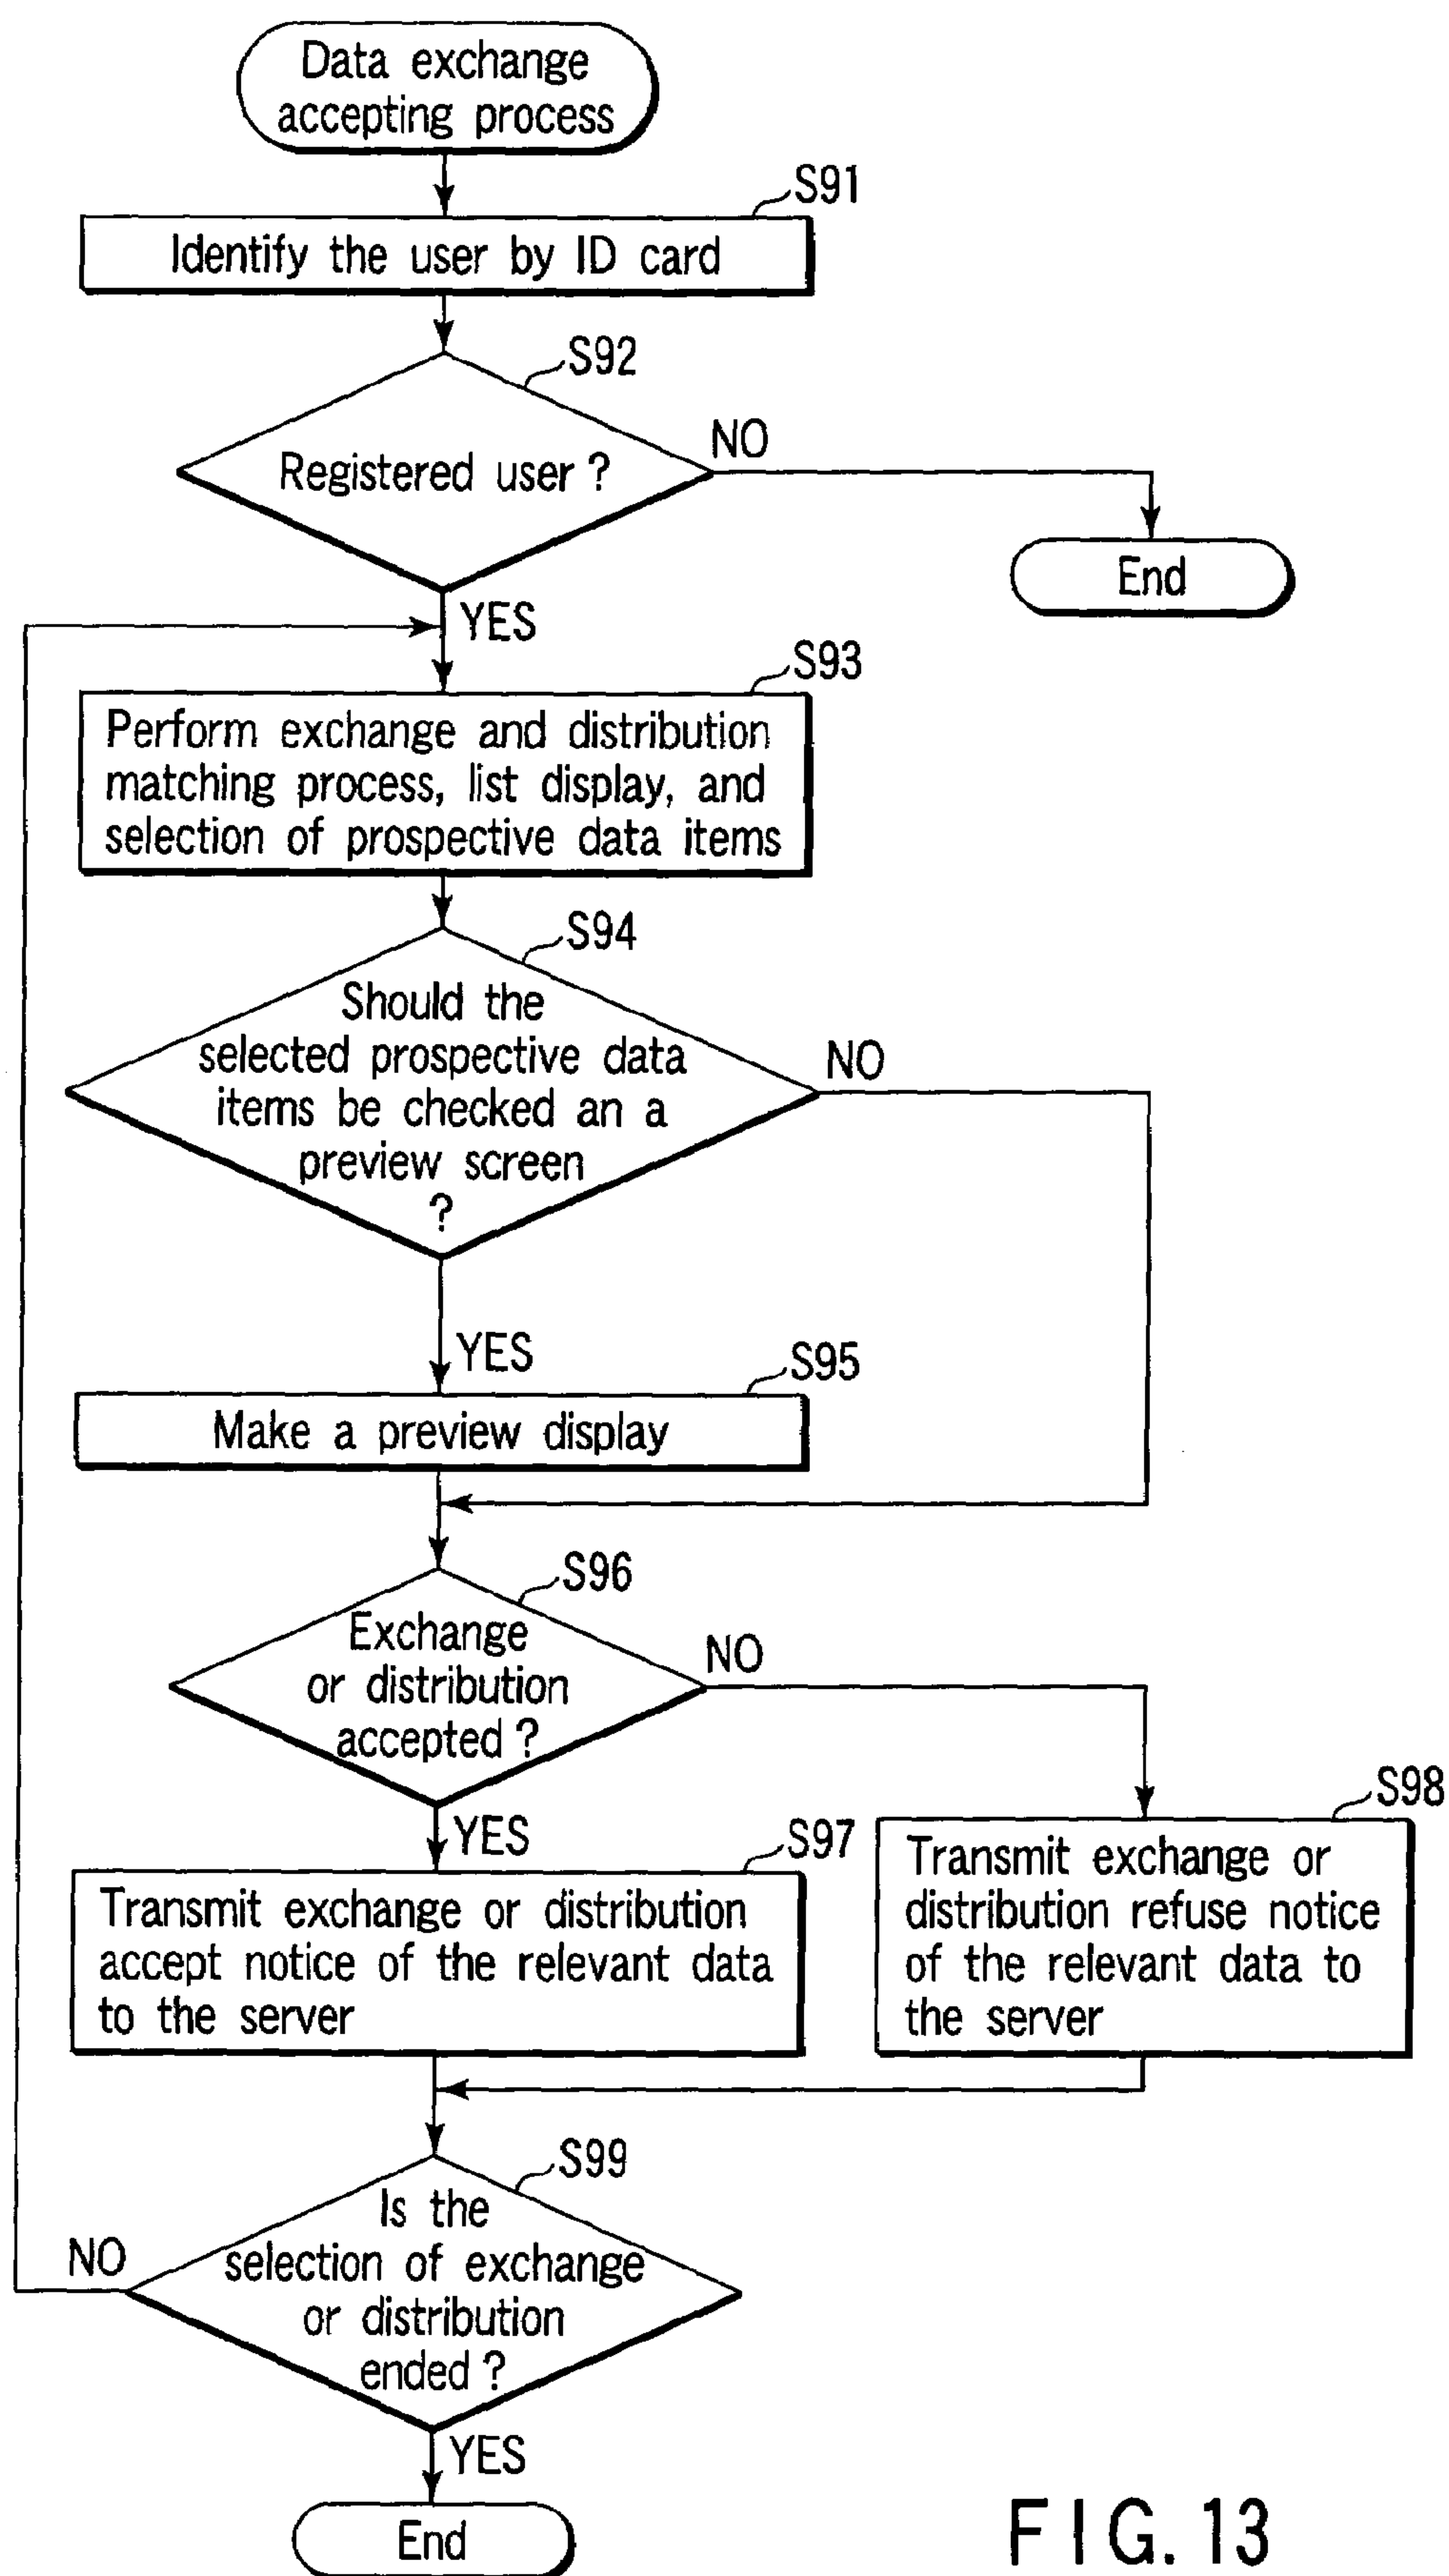 Data exchange
accepting process
S91
Identify the user by ID card
S92
Registered user ?
NO
End
YES
S93
Perform exchange and distribution
matching process, list display, and
selection of prospective data items
S94
Should the
selected prospective data
items be checked an a
preview screen
?
NO
YES
S95
Make a preview display
S96
Exchange
or distribution
accepted ?
NO
YES
S97
Transmit exchange or distribution
accept notice of the relevant data
to the server
S98
Transmit exchange or
distribution refuse notice
of the relevant data to
the server
S99
Is the
selection of exchange
or distribution
ended ?
NO
YES
End
FIG. 13